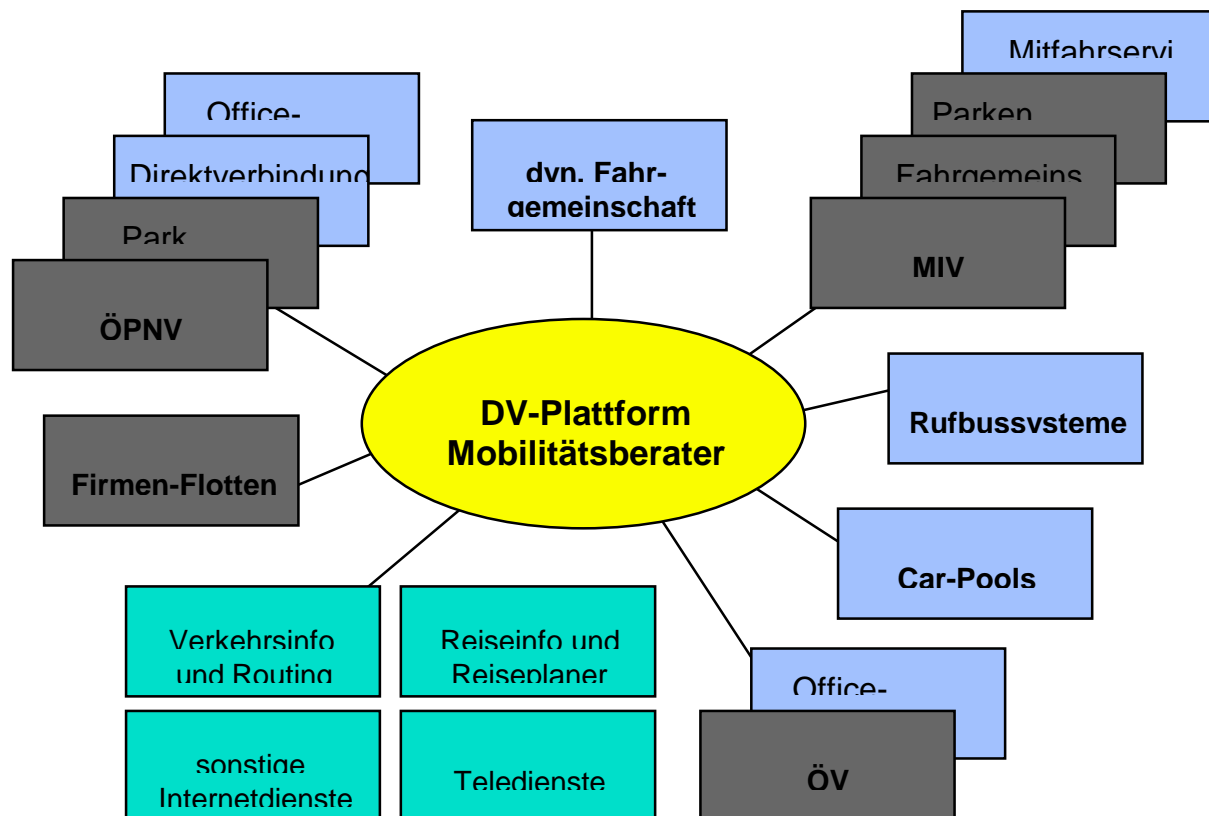 Mitfahrservi
Office-
Parken
Direktverbindung
dyn. Fahr-
gemeinschaft
Fahrgemeins
Park
MIV
ÖPNV
DV-Plattform
Mobilitätsberater
Rufbussysteme
Firmen-Flotten
Car-Pools
Verkehrsinfo
und Routing
Reiseinfo und
Reiseplaner
Office-
sonstige
Internetdienste
Teledienste
ÖV